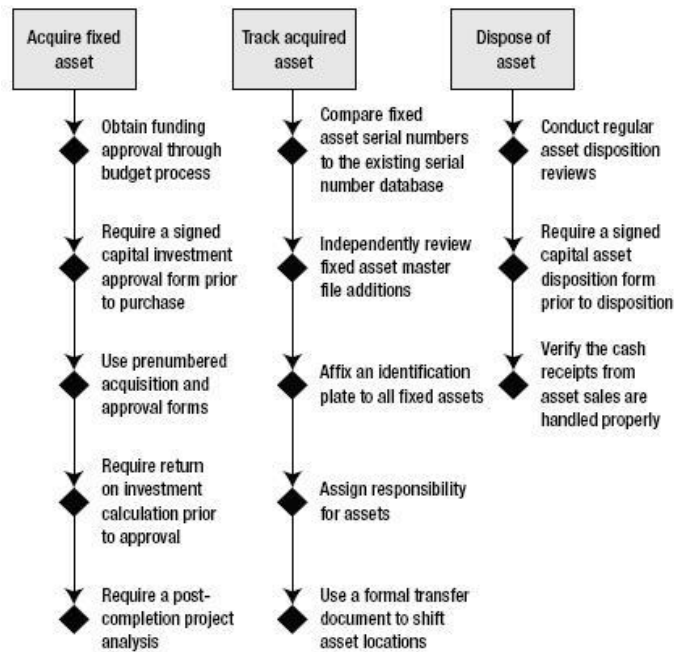 Acquire fixed
asset
Obtain funding
approval through
budget process
Require a signed
capital investment
approval form prior
to purchase
Use prenumbered
acquisition and
approval forms
Require return
on investment
calculation prior
to approval
Require a post-
completion project
analysis
Track acquired
asset
Compare fixed
asset serial numbers
to the existing serial
number database
Independently review
fixed asset master
file additions
Affix an identification
plate to all fixed assets
Assign responsibility
for assets
Use a formal transfer
document to shift
asset locations
Dispose of
asset
Conduct regular
asset disposition
reviews
Require a signed
capital asset
disposition form
prior to disposition
Verify the cash
receipts from
asset sales are
handled properly